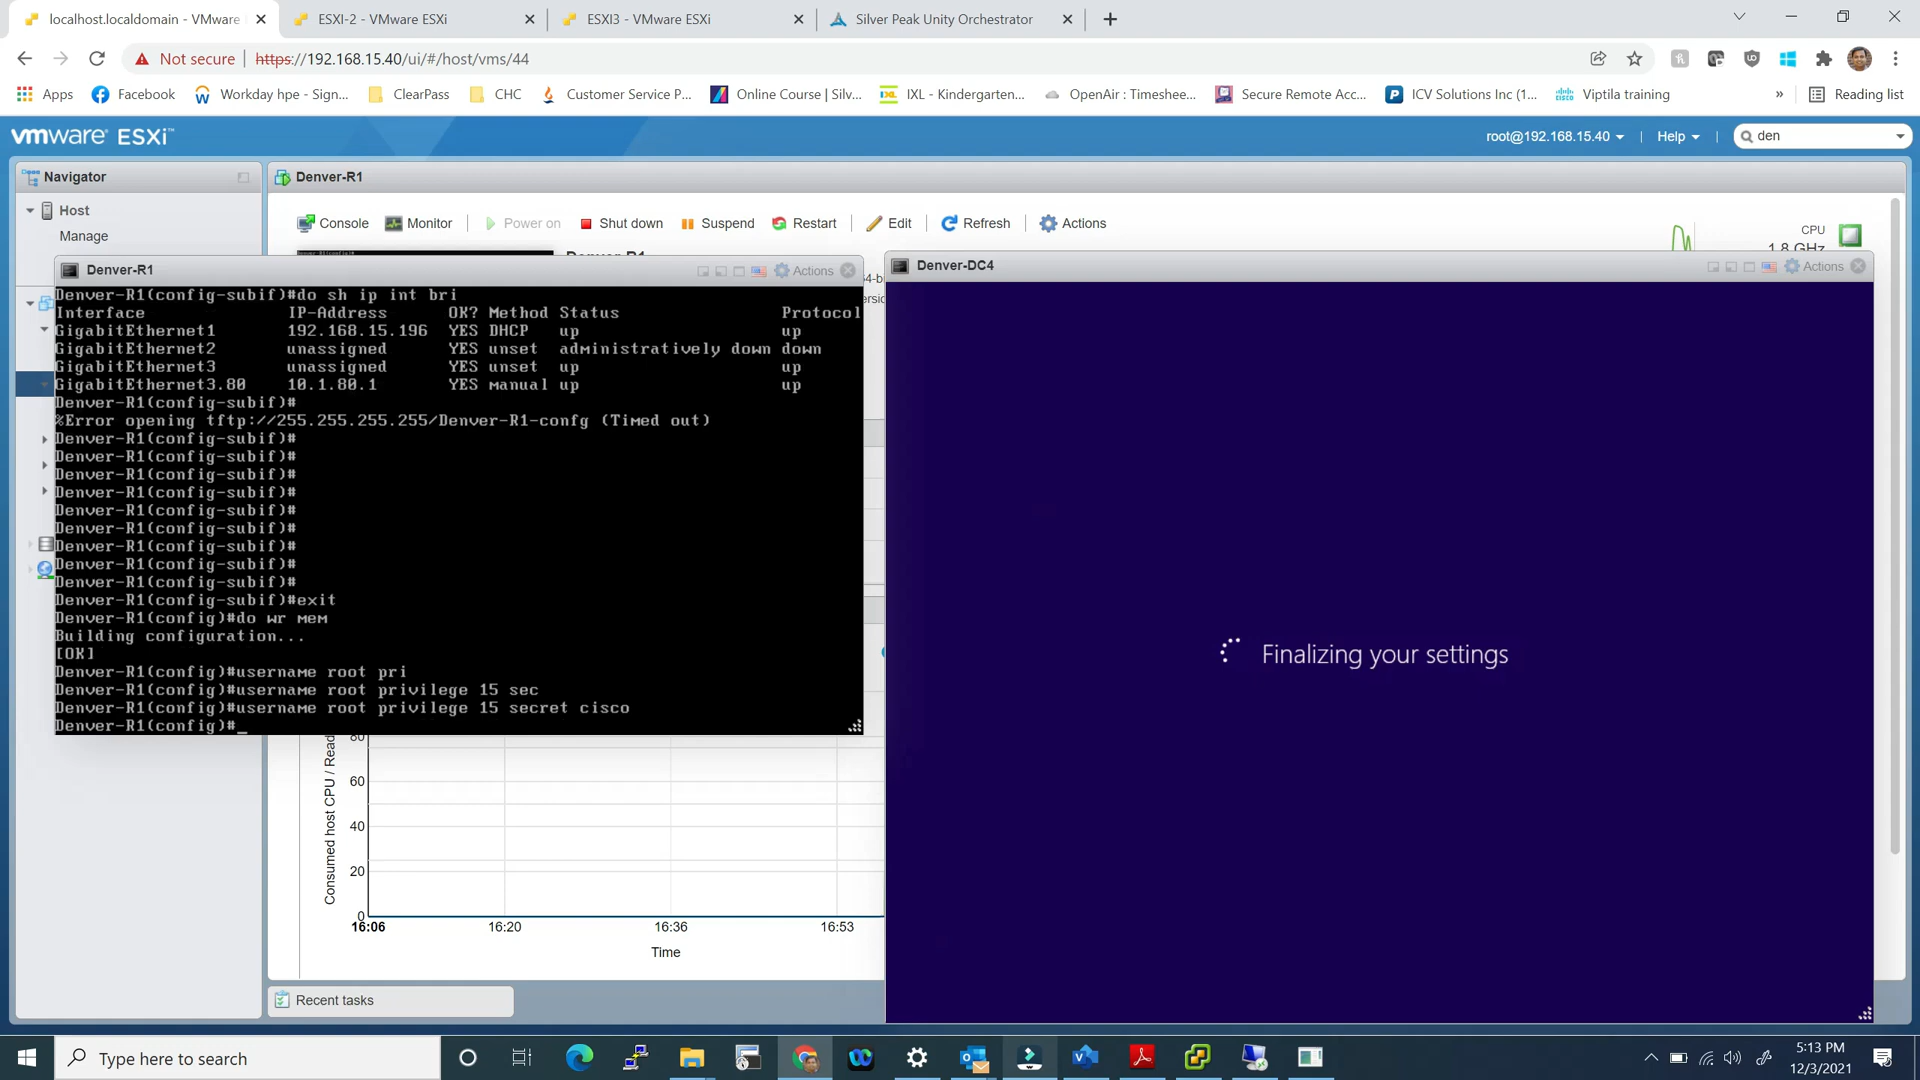 localhost.localdomain - VMware
ESXI-2 - VMware ESXi
ESXI3 - VMware ESXi
Silver Peak Unity Orchestrator
Not secure
https://192.168.15.40/ui/#/host/vms/44
Apps
Facebook
Workday hpe - Sign...
ClearPass
CHC
Customer Service P...
Online Course | Silv...
IXL - Kindergarten...
OpenAir : Timeshee...
Secure Remote Acc...
ICV Solutions Inc (1...
Viptila training
»
Reading list
vmware ESXi™
root@192.168.15.40
Help
den
Navigator
Host
Manage
Denver-R1
Console
Monitor
Power on
Shut down
Suspend
Restart
Edit
Refresh
Actions
CPU
1.8 GHz
Denver-R1
Actions
Denver-R1(config-subif)#do sh ip int bri
Interface IP-Address OK? Method Status Protocol
GigabitEthernet1 192.168.15.196 YES DHCP up up
GigabitEthernet2 unassigned YES unset administratively down down
GigabitEthernet3 unassigned YES unset up up
GigabitEthernet3.80 10.1.80.1 YES manual up up
Denver-R1(config-subif)#
%Error opening tftp://255.255.255.255/Denver-R1-confg (Timed out)
Denver-R1(config-subif)#
Denver-R1(config-subif)#
Denver-R1(config-subif)#
Denver-R1(config-subif)#
Denver-R1(config-subif)#
Denver-R1(config-subif)#
Denver-R1(config-subif)#
Denver-R1(config-subif)#
Denver-R1(config-subif)#
Denver-R1(config-subif)#exit
Denver-R1(config)#do wr mem
Building configuration...
[OK]
Denver-R1(config)#username root pri
Denver-R1(config)#username root privilege 15 sec
Denver-R1(config)#username root privilege 15 secret cisco
Denver-R1(config)#_
Denver-DC4
Actions
Finalizing your settings
Consumed host CPU / Read
80
60
40
20
0
16:06
16:20
16:36
16:53
Time
Recent tasks
Type here to search
5:13 PM
12/3/2021